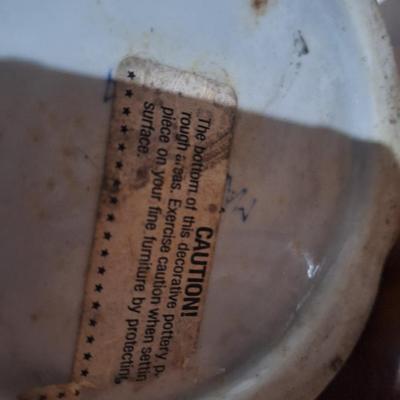 CAUTION!
The bottom of this decorative pottery p
rough areas. Exercise caution when settin
piece on your fine furniture by protectin
surface.